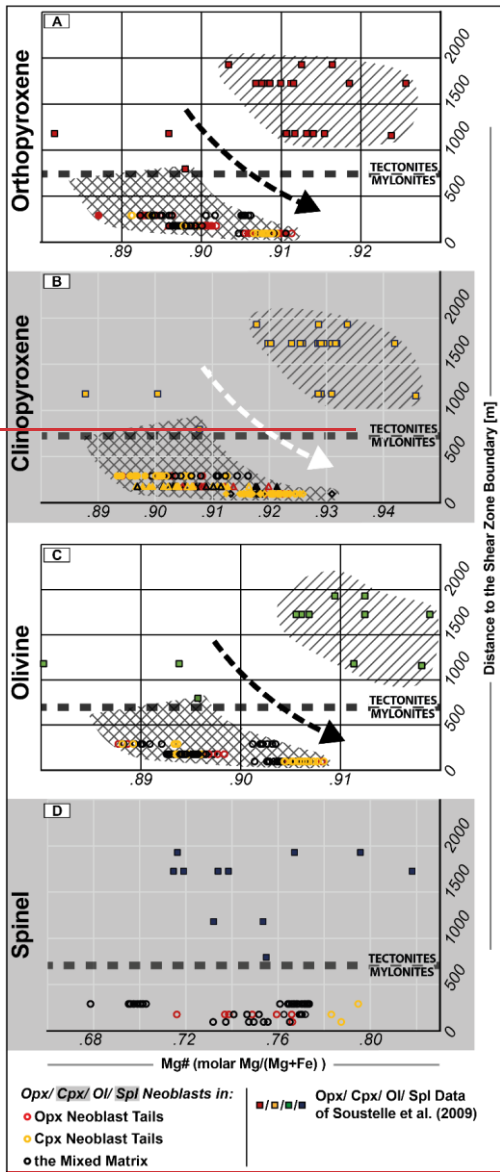 A
Orthopyroxene
2000
1500
1000
500
0
TECTONITES
MYLONITES
.89
.90
.91
.92
B
Clinopyroxene
2000
1500
1000
500
0
TECTONITES
MYLONITES
.89
.90
.91
.92
.93
.94
Distance to the Shear Zone Boundary [m]
C
Olivine
2000
1500
1000
500
0
TECTONITES
MYLONITES
.89
.90
.91
D
Spinel
2000
1500
1000
500
0
TECTONITES
MYLONITES
.68
.72
.76
.80
Mg# (molar Mg/(Mg+Fe) )
Opx/ Cpx/ Ol/ Spl Neoblasts in:
Opx Neoblast Tails
Cpx Neoblast Tails
the Mixed Matrix
/ / / Opx/ Cpx/ Ol/ Spl Data
of Soustelle et al. (2009)